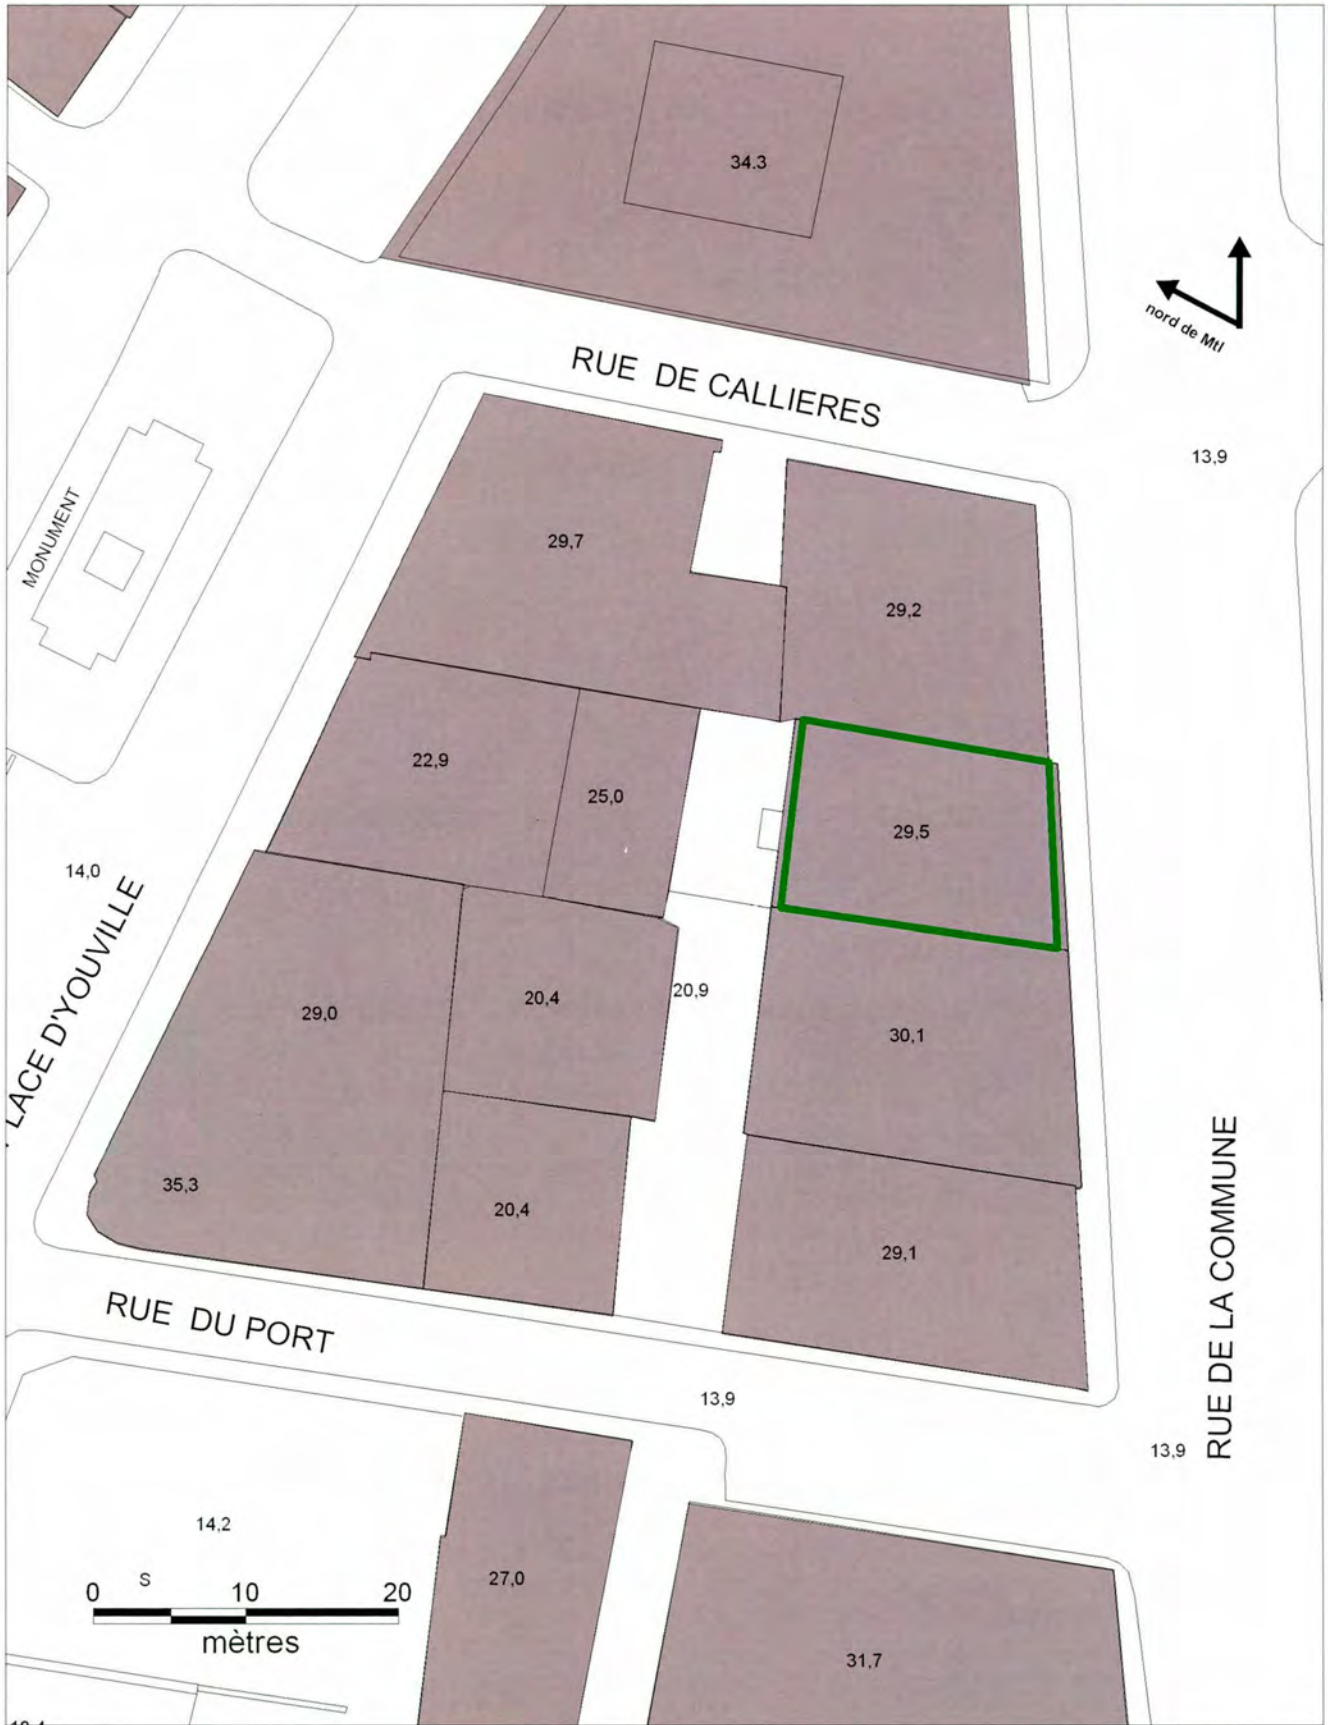 34.3
nord de Mtl
RUE DE CALLIERES
13,9
MONUMENT
29,7
29,2
22,9
25,0
29,5
14,0
PLACE D'YOUVILLE
29,0
20,4
20,9
30,1
RUE DE LA COMMUNE
35,3
20,4
29,1
RUE DU PORT
13,9
13,9
14,2
27,0
0 S 10 20
mètres
31,7